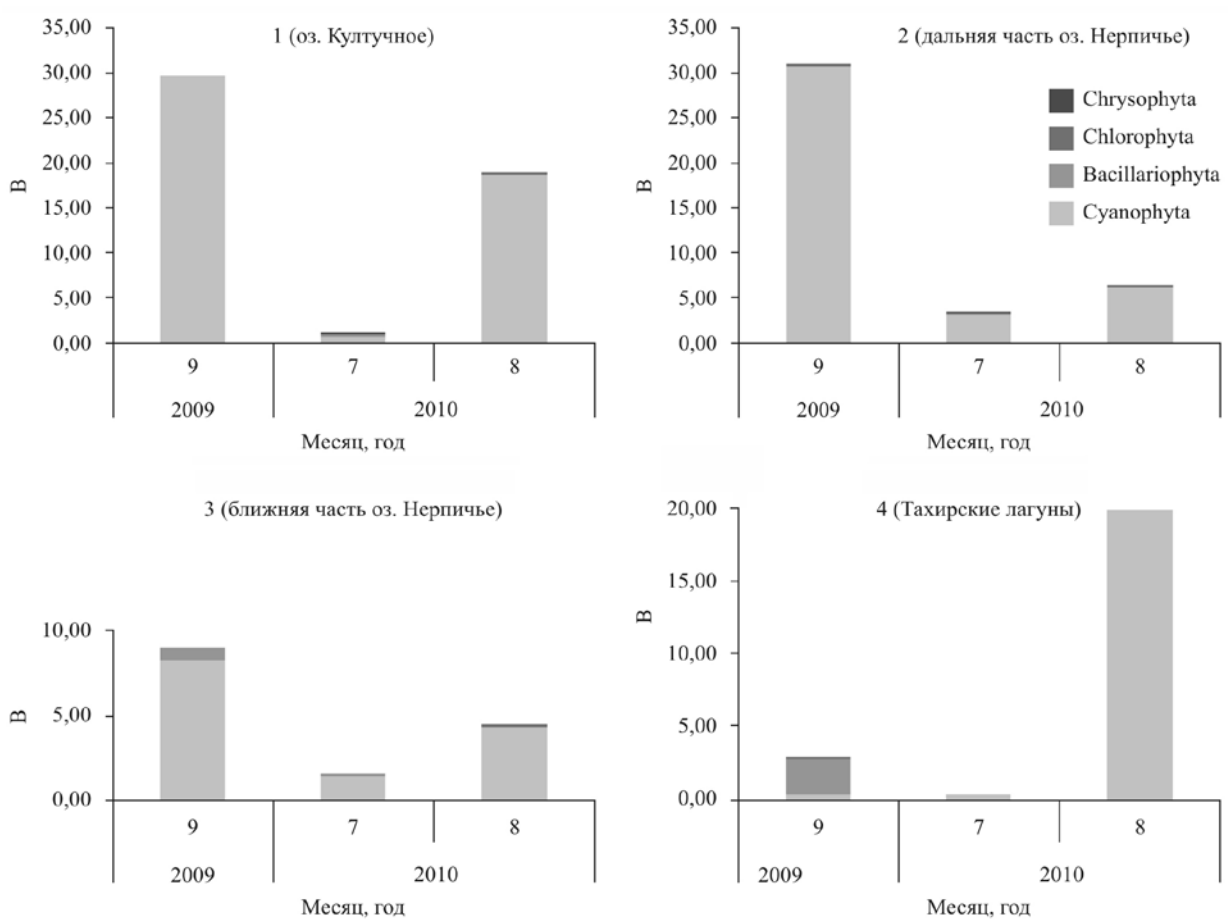 1 (оз. Култучное)
35,00
30,00
25,00
20,00
15,00
10,00
5,00
0,00
В
9 7 8
2009 2010
Месяц, год
2 (дальняя часть оз. Нерпичье)
35,00
30,00
25,00
20,00
15,00
10,00
5,00
0,00
В
Chrysophyta
Chlorophyta
Bacillariophyta
Cyanophyta
9 7 8
2009 2010
Месяц, год
3 (ближняя часть оз. Нерпичье)
10,00
5,00
0,00
В
9 7 8
2009 2010
Месяц, год
4 (Тахирские лагуны)
20,00
15,00
10,00
5,00
0,00
В
9 7 8
2009 2010
Месяц, год